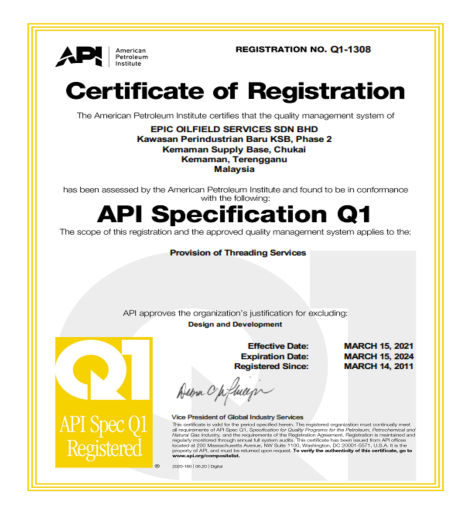 API
American
Petroleum
Institute
REGISTRATION NO. Q1-1308
Certificate of Registration
The American Petroleum Institute certifies that the quality management system of
EPIC OILFIELD SERVICES SDN BHD
Kawasan Perindustrian Baru KSB, Phase 2
Kemaman Supply Base, Chukai
Kemaman, Terengganu
Malaysia
has been assessed by the American Petroleum Institute and found to be in conformance
with the following:
API Specification Q1
The scope of this registration and the approved quality management system applies to the:
Provision of Threading Services
API approves the organization's justification for excluding:
Design and Development
Effective Date: MARCH 15, 2021
Expiration Date: MARCH 15, 2024
Registered Since: MARCH 14, 2011
Q1
API Spec Q1
Registered
®
Vice President of Global Industry Services
This certificate is valid for the period specified herein. The registered organization must continually meet
all requirements of API Spec Q1, Specification for Quality Programs for the Petroleum, Petrochemical and
Natural Gas Industry, and the requirements of the Registration Agreement. Registration is maintained and
regularly monitored through annual full system audits. This certificate has been issued from API offices
located at 200 Massachusetts Avenue, NW Suite 1100, Washington, DC 20001-5571, U.S.A. It is the
property of API, and must be returned upon request. To verify the authenticity of this certificate, go to
www.api.org/compositelist.
2020-180 | 06.20 | Digital